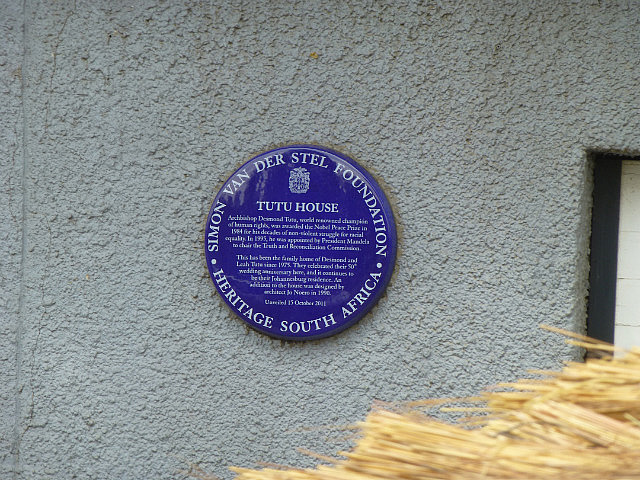 SIMON VAN DER STEL FOUNDATION
TUTU HOUSE
Archbishop Desmond Tutu, world renowned champion
of human rights, was awarded the Nobel Peace Prize in
1984 for his decades of non-violent struggle for racial
equality. In 1995, he was appointed by President Mandela
to chair the Truth and Reconciliation Commission.
This has been the family home of Desmond and
Leah Tutu since 1975. They celebrated their 50th
wedding anniversary here, and it continues to
be their Johannesburg residence. An
addition to the house was designed by
architect Jo Noero in 1990.
Unveiled 15 October 2011
• HERITAGE SOUTH AFRICA •